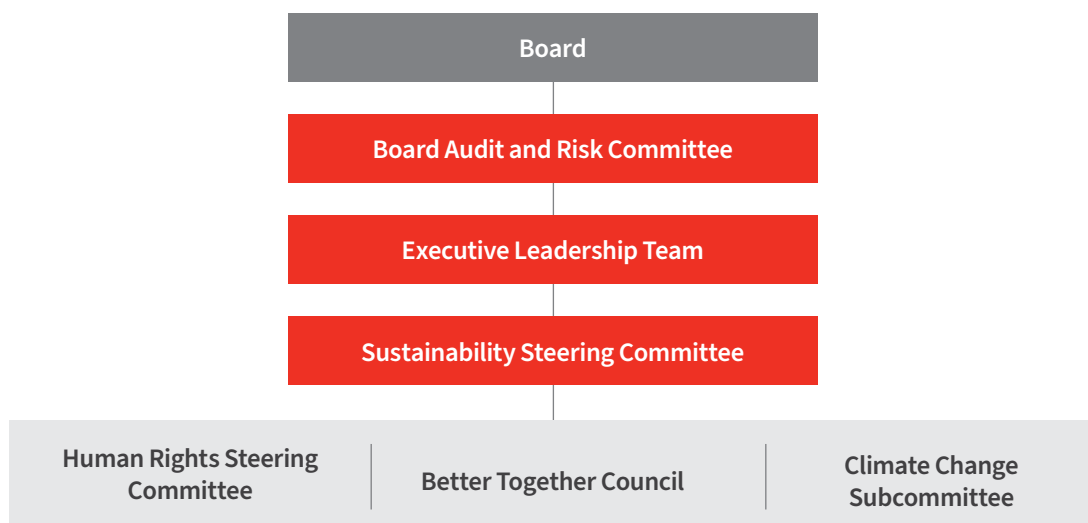 Board
Board Audit and Risk Committee
Executive Leadership Team
Sustainability Steering Committee
Human Rights Steering
Committee
Better Together Council
Climate Change
Subcommittee